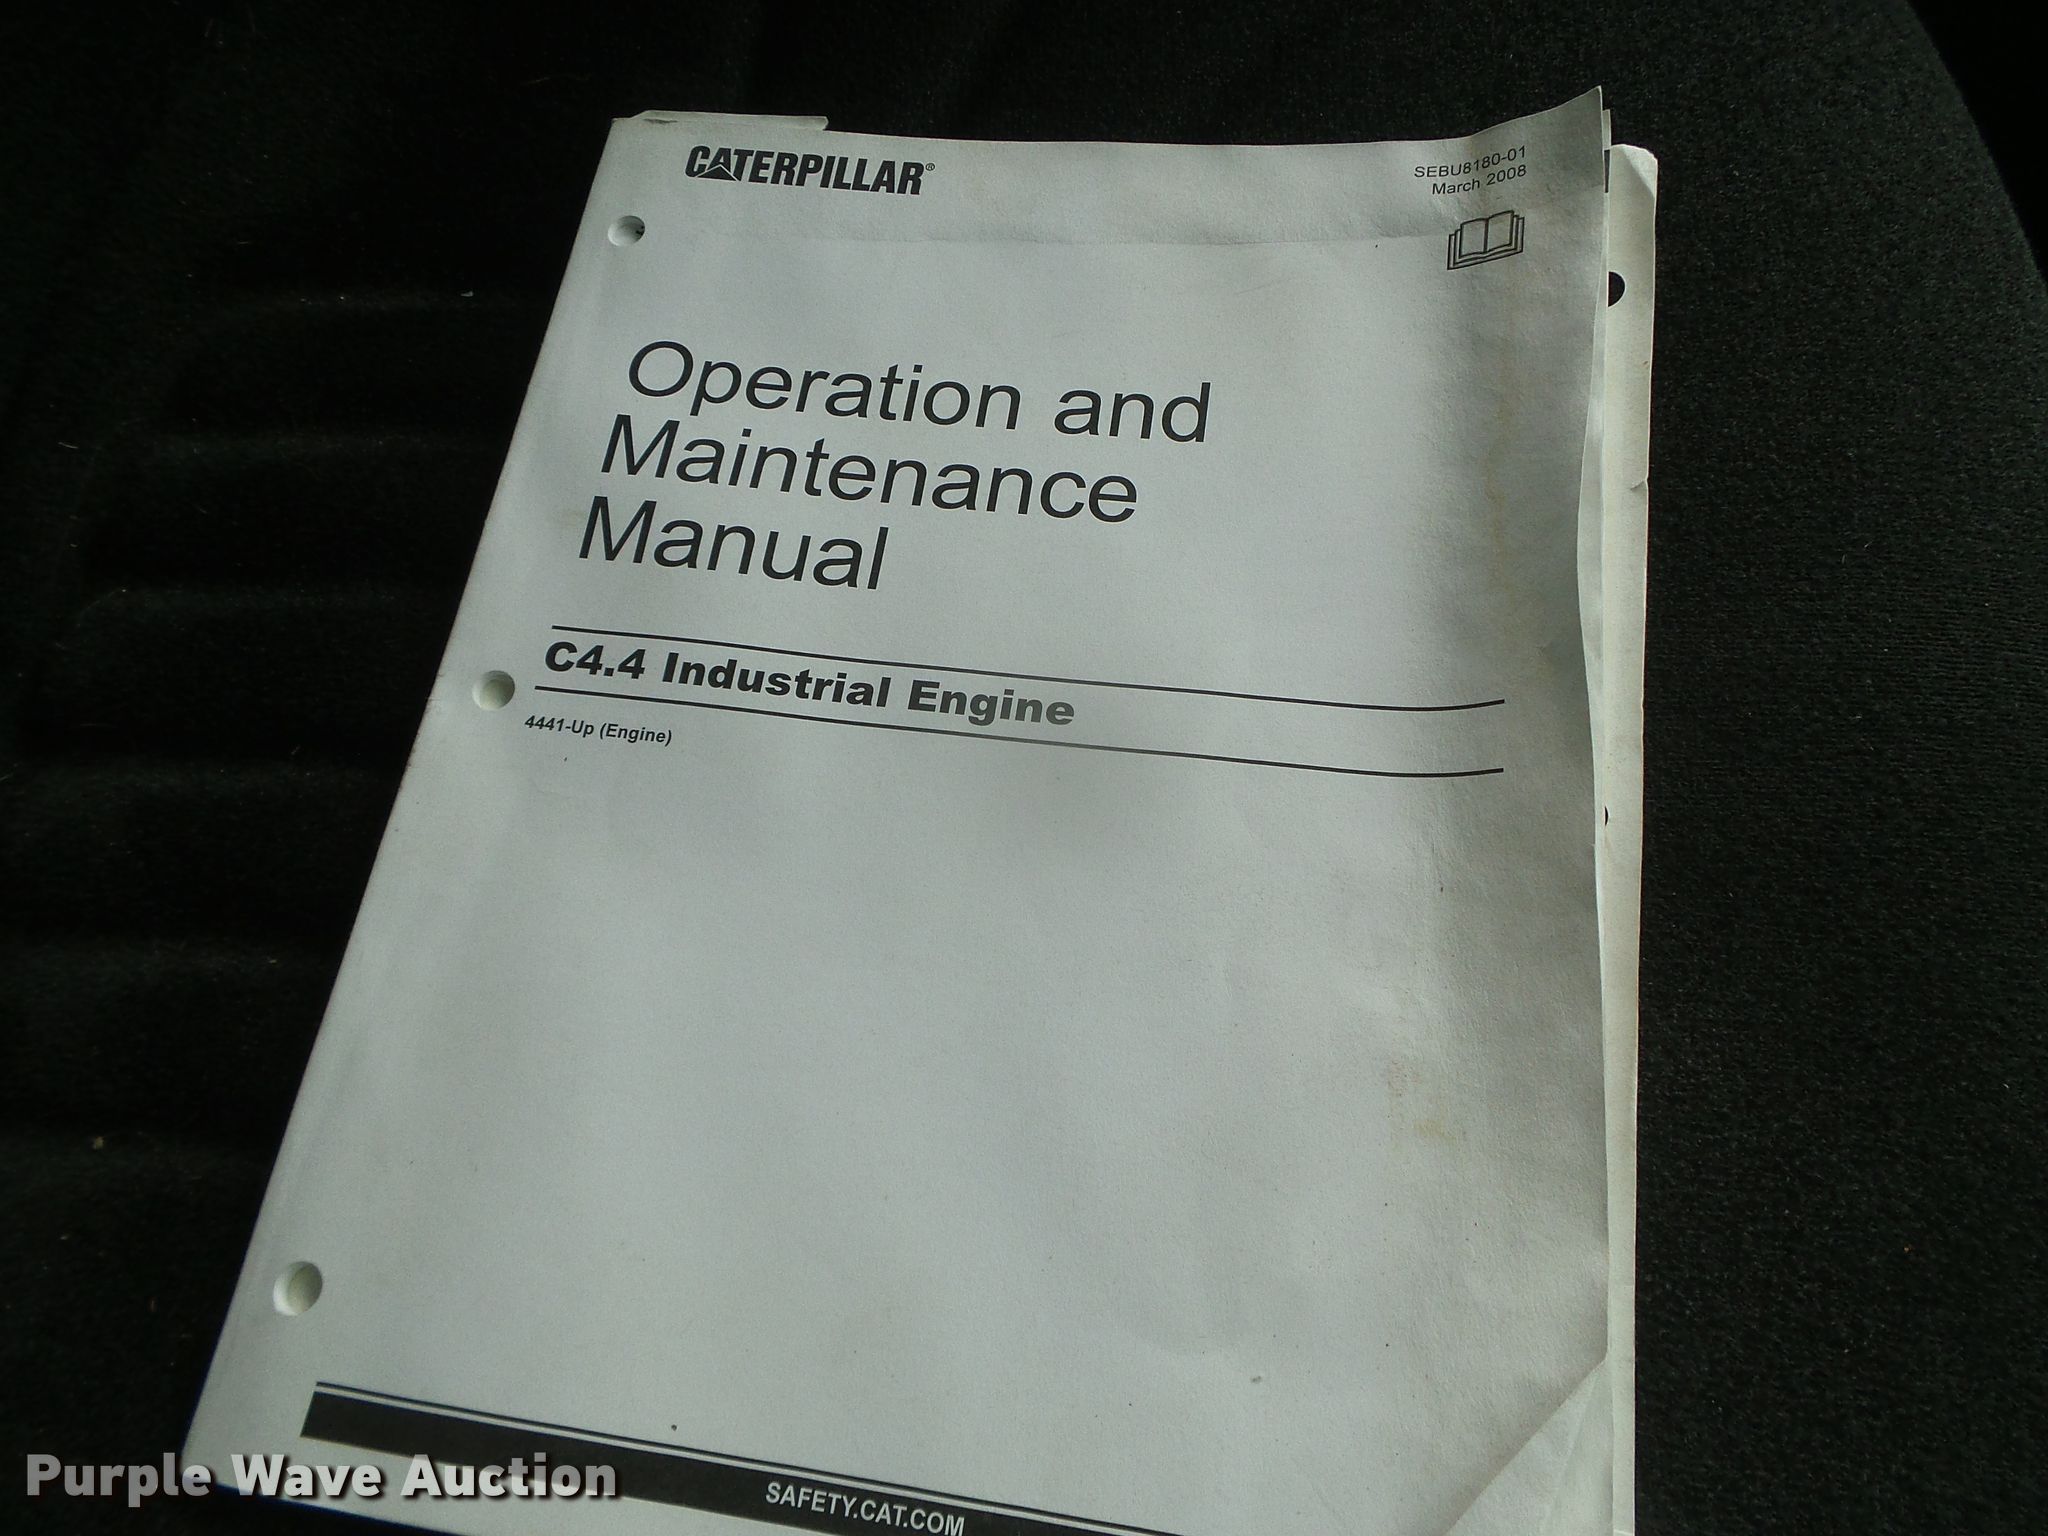 CATERPILLAR®
SEBU8180-01
March 2008
Operation and
Maintenance
Manual
C4.4 Industrial Engine
4441-Up (Engine)
SAFETY.CAT.COM
Purple Wave Auction